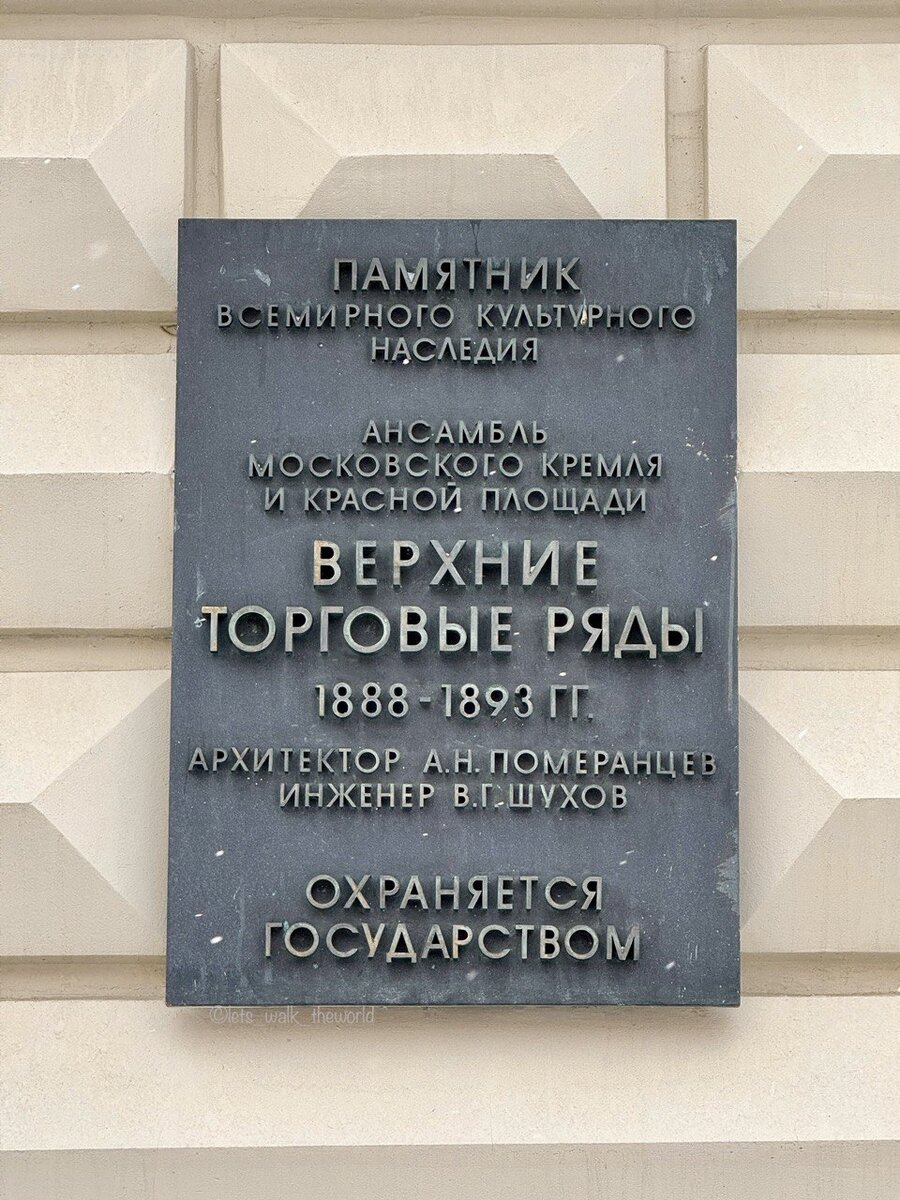 ПАМЯТНИК
ВСЕМИРНОГО КУЛЬТУРНОГО
НАСЛЕДИЯ
АНСАМБЛЬ
МОСКОВСКОГО КРЕМЛЯ
И КРАСНОЙ ПЛОЩАДИ
ВЕРХНИЕ
ТОРГОВЫЕ РЯДЫ
1888-1893 ГГ.
АРХИТЕКТОР А.Н. ПОМЕРАНЦЕВ
ИНЖЕНЕР В.Г. ШУХОВ
ОХРАНЯЕТСЯ
ГОСУДАРСТВОМ
©lets_walk_theworld